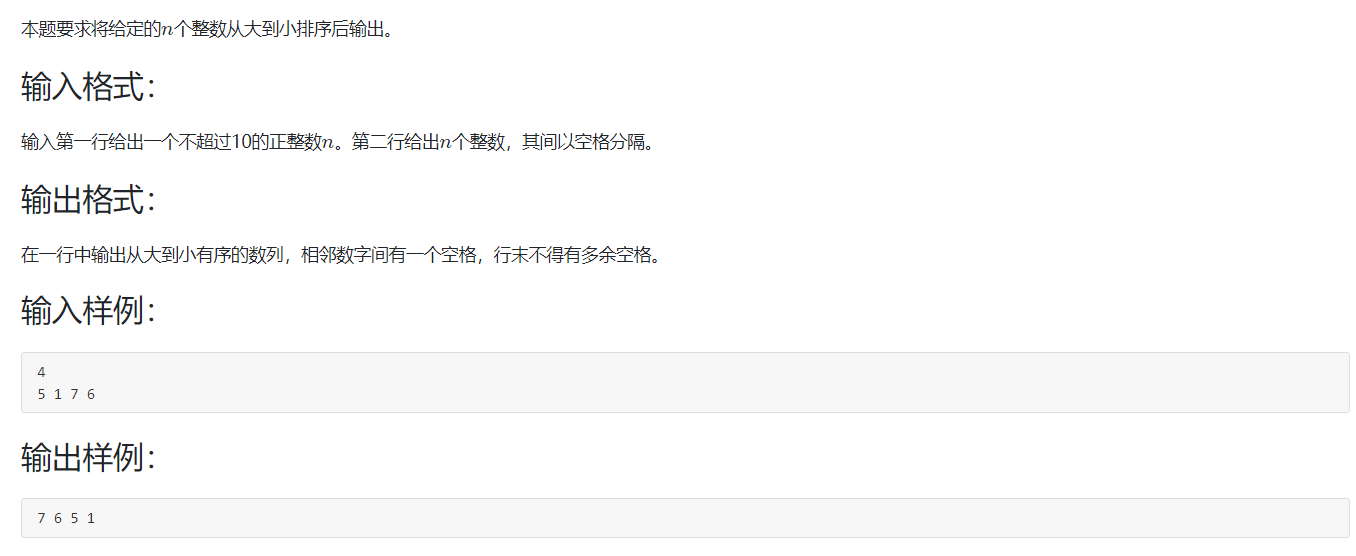 本题要求将给定的n个整数从大到小排序后输出。
输入格式：
输入第一行给出一个不超过10的正整数n。第二行给出n个整数，其间以空格分隔。
输出格式：
在一行中输出从大到小有序的数列，相邻数字间有一个空格，行末不得有多余空格。
输入样例：
4
5 1 7 6
输出样例：
7 6 5 1